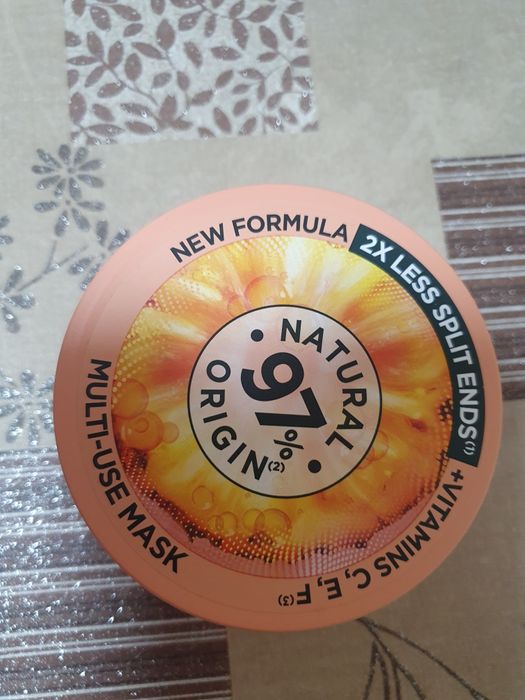 NEW FORMULA
2X LESS SPLIT ENDS(1)
+VITAMINS C, E, F(3)
MULTI-USE MASK
NATURAL
97%
ORIGIN(2)